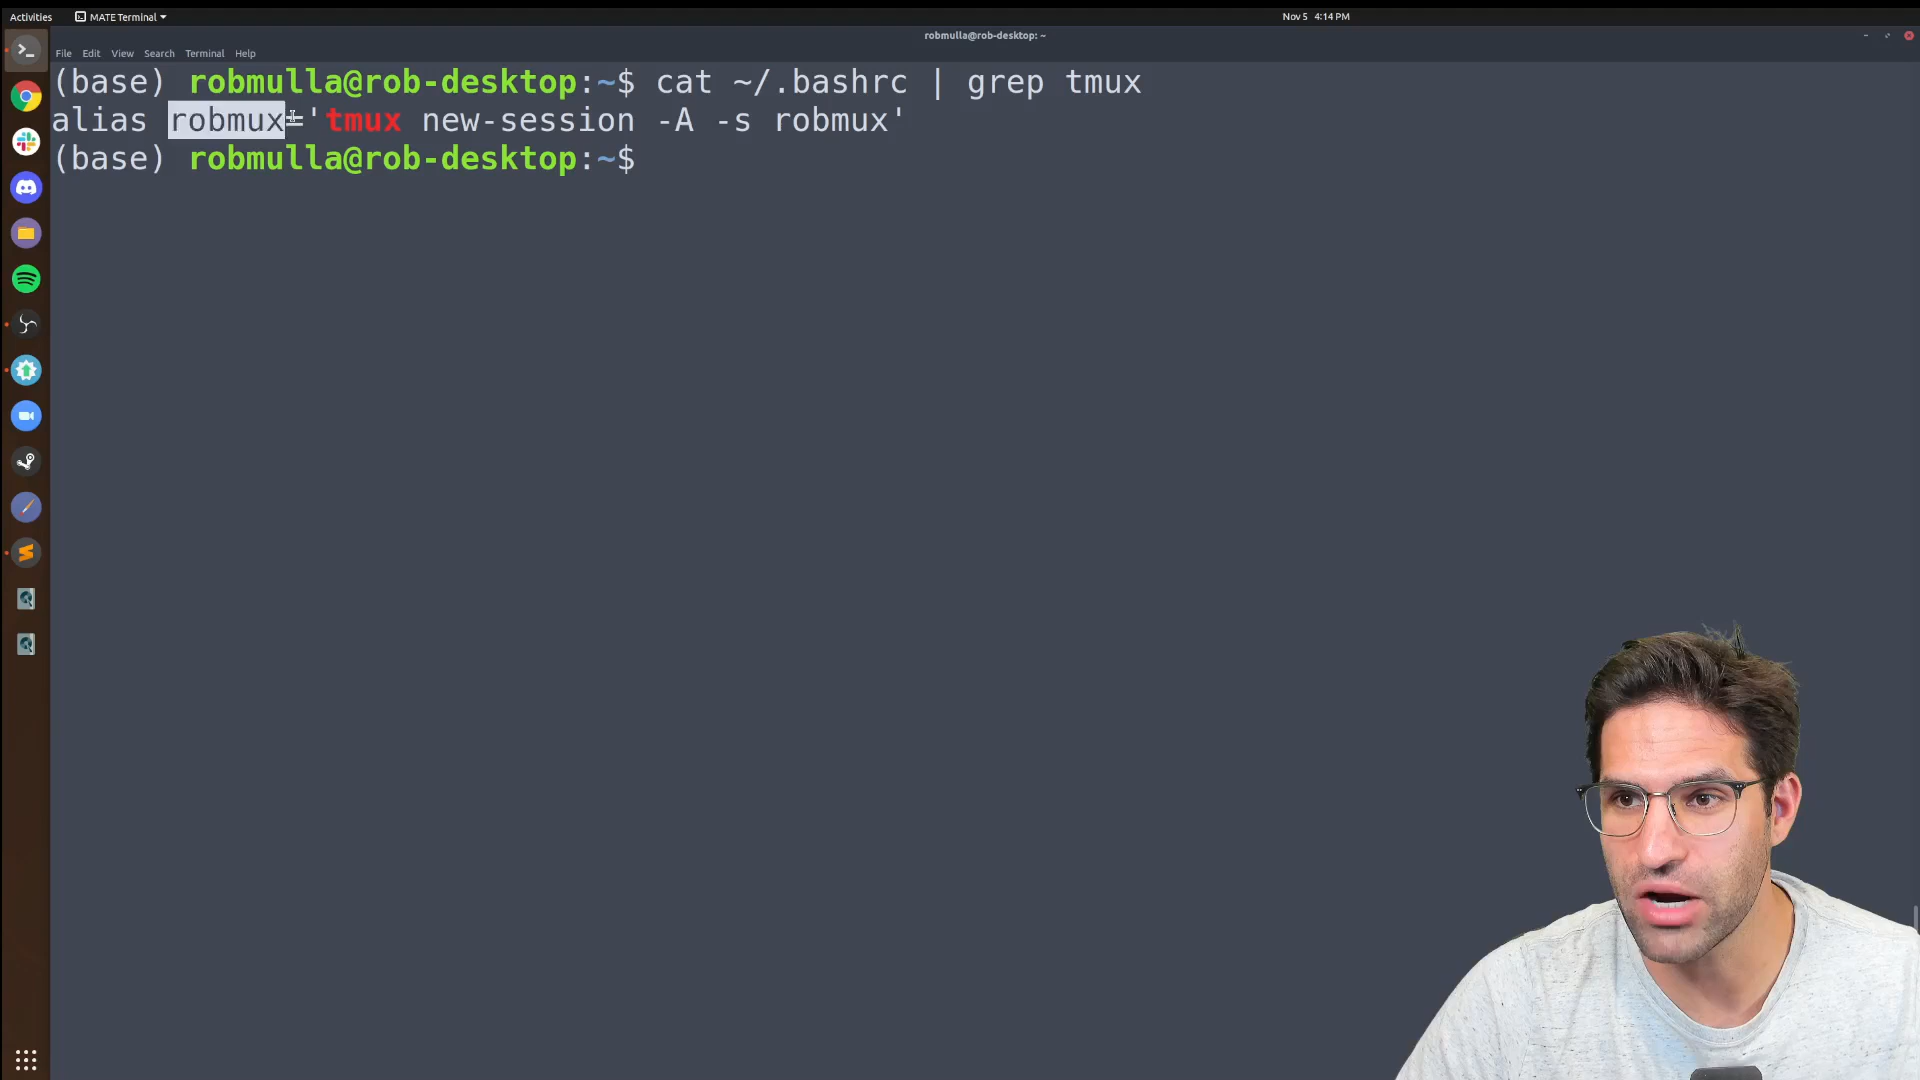 Activities MATE Terminal Nov 5 4:14 PM
robmulla@rob-desktop: ~
File Edit View Search Terminal Help
(base) robmulla@rob-desktop:~$ cat ~/.bashrc | grep tmux
alias robmux='tmux new-session -A -s robmux'
(base) robmulla@rob-desktop:~$